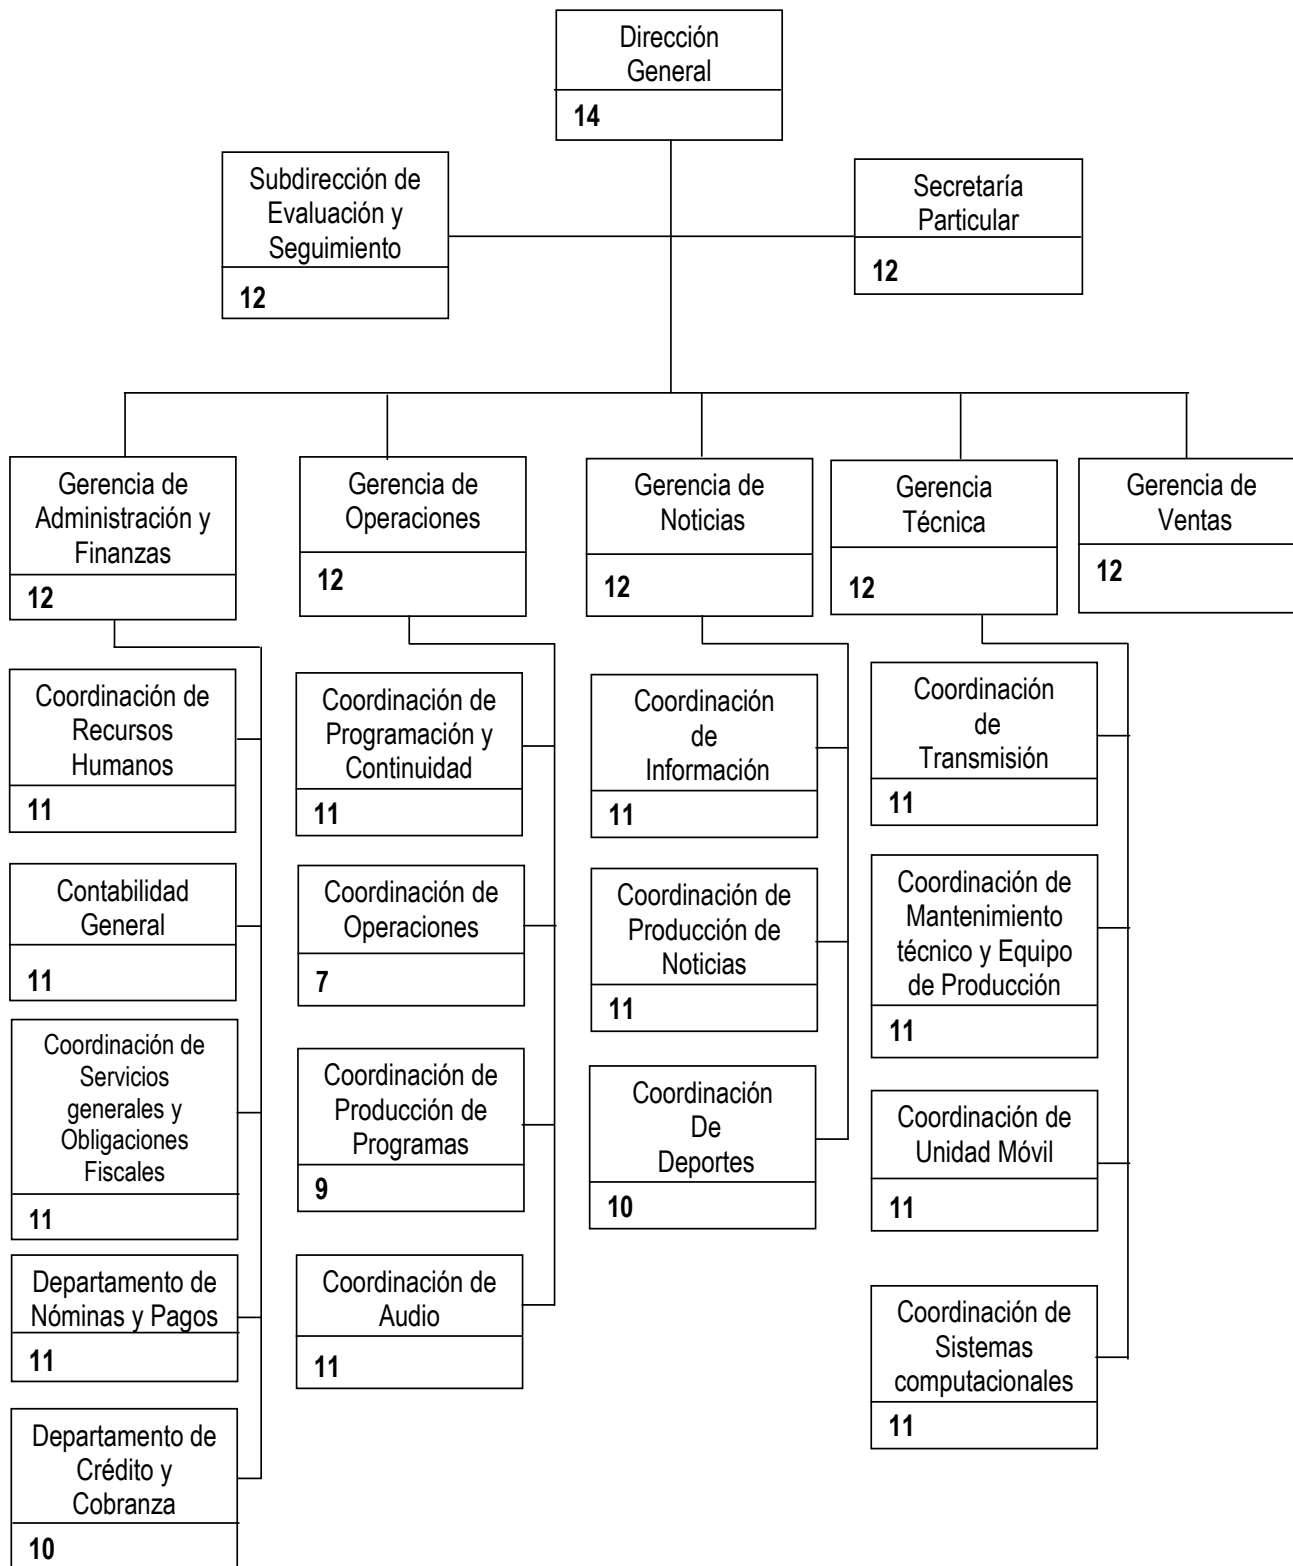 Dirección
General
14
Subdirección de
Evaluación y
Seguimiento
12
Secretaría
Particular
12
Gerencia de
Administración y
Finanzas
12
Gerencia de
Operaciones
12
Gerencia de
Noticias
12
Gerencia
Técnica
12
Gerencia de
Ventas
12
Coordinación de
Recursos
Humanos
11
Contabilidad
General
11
Coordinación de
Servicios
generales y
Obligaciones
Fiscales
11
Departamento de
Nóminas y Pagos
11
Departamento de
Crédito y
Cobranza
10
Coordinación de
Programación y
Continuidad
11
Coordinación de
Operaciones
7
Coordinación de
Producción de
Programas
9
Coordinación de
Audio
11
Coordinación
de
Información
11
Coordinación de
Producción de
Noticias
11
Coordinación
De
Deportes
10
Coordinación
de
Transmisión
11
Coordinación de
Mantenimiento
técnico y Equipo
de Producción
11
Coordinación de
Unidad Móvil
11
Coordinación de
Sistemas
computacionales
11